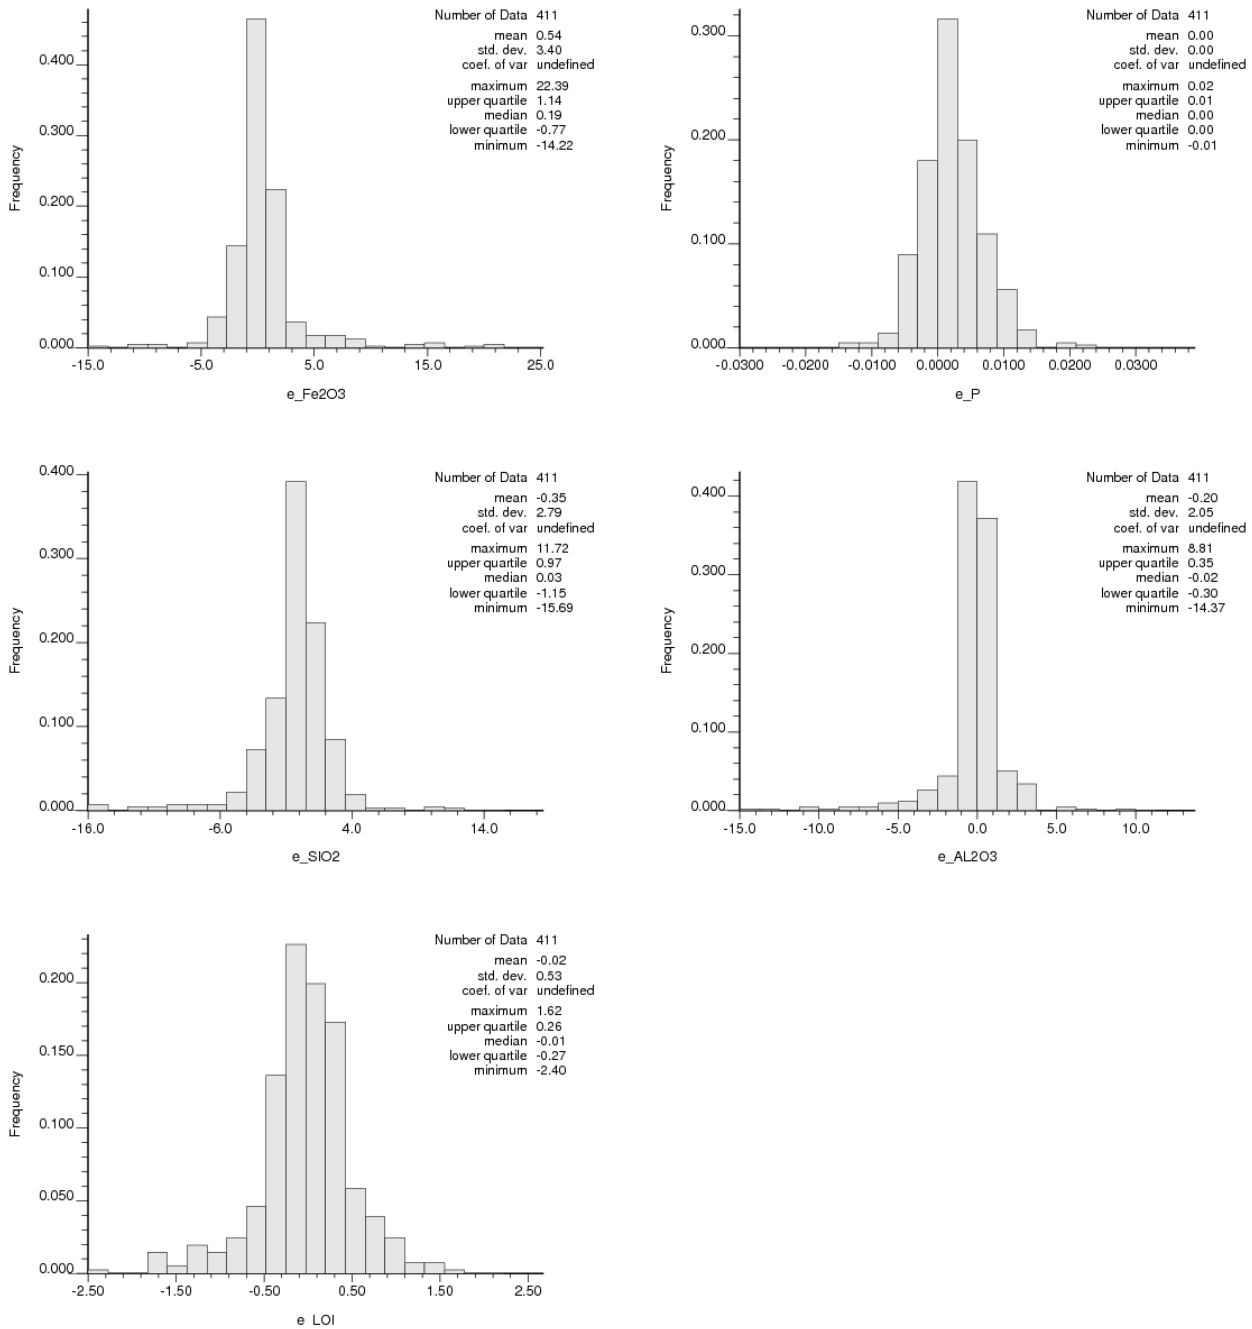 Number of Data 411
mean 0.54
std. dev. 3.40
coef. of var undefined
maximum 22.39
upper quartile 1.14
median 0.19
lower quartile -0.77
minimum -14.22
Frequency
0.400
0.300
0.200
0.100
0.000
-15.0 -5.0 5.0 15.0 25.0
e_Fe2O3
Number of Data 411
mean 0.00
std. dev. 0.00
coef. of var undefined
maximum 0.02
upper quartile 0.01
median 0.00
lower quartile 0.00
minimum -0.01
Frequency
0.300
0.200
0.100
0.000
-0.0300 -0.0200 -0.0100 0.0000 0.0100 0.0200 0.0300
e_P
Number of Data 411
mean -0.35
std. dev. 2.79
coef. of var undefined
maximum 11.72
upper quartile 0.97
median 0.03
lower quartile -1.15
minimum -15.69
Frequency
0.400
0.300
0.200
0.100
0.000
-16.0 -6.0 4.0 14.0
e_SIO2
Number of Data 411
mean -0.20
std. dev. 2.05
coef. of var undefined
maximum 8.81
upper quartile 0.35
median -0.02
lower quartile -0.30
minimum -14.37
Frequency
0.400
0.300
0.200
0.100
0.000
-15.0 -10.0 -5.0 0.0 5.0 10.0
e_AL2O3
Number of Data 411
mean -0.02
std. dev. 0.53
coef. of var undefined
maximum 1.62
upper quartile 0.26
median -0.01
lower quartile -0.27
minimum -2.40
Frequency
0.200
0.150
0.100
0.050
0.000
-2.50 -1.50 -0.50 0.50 1.50 2.50
e_LOI